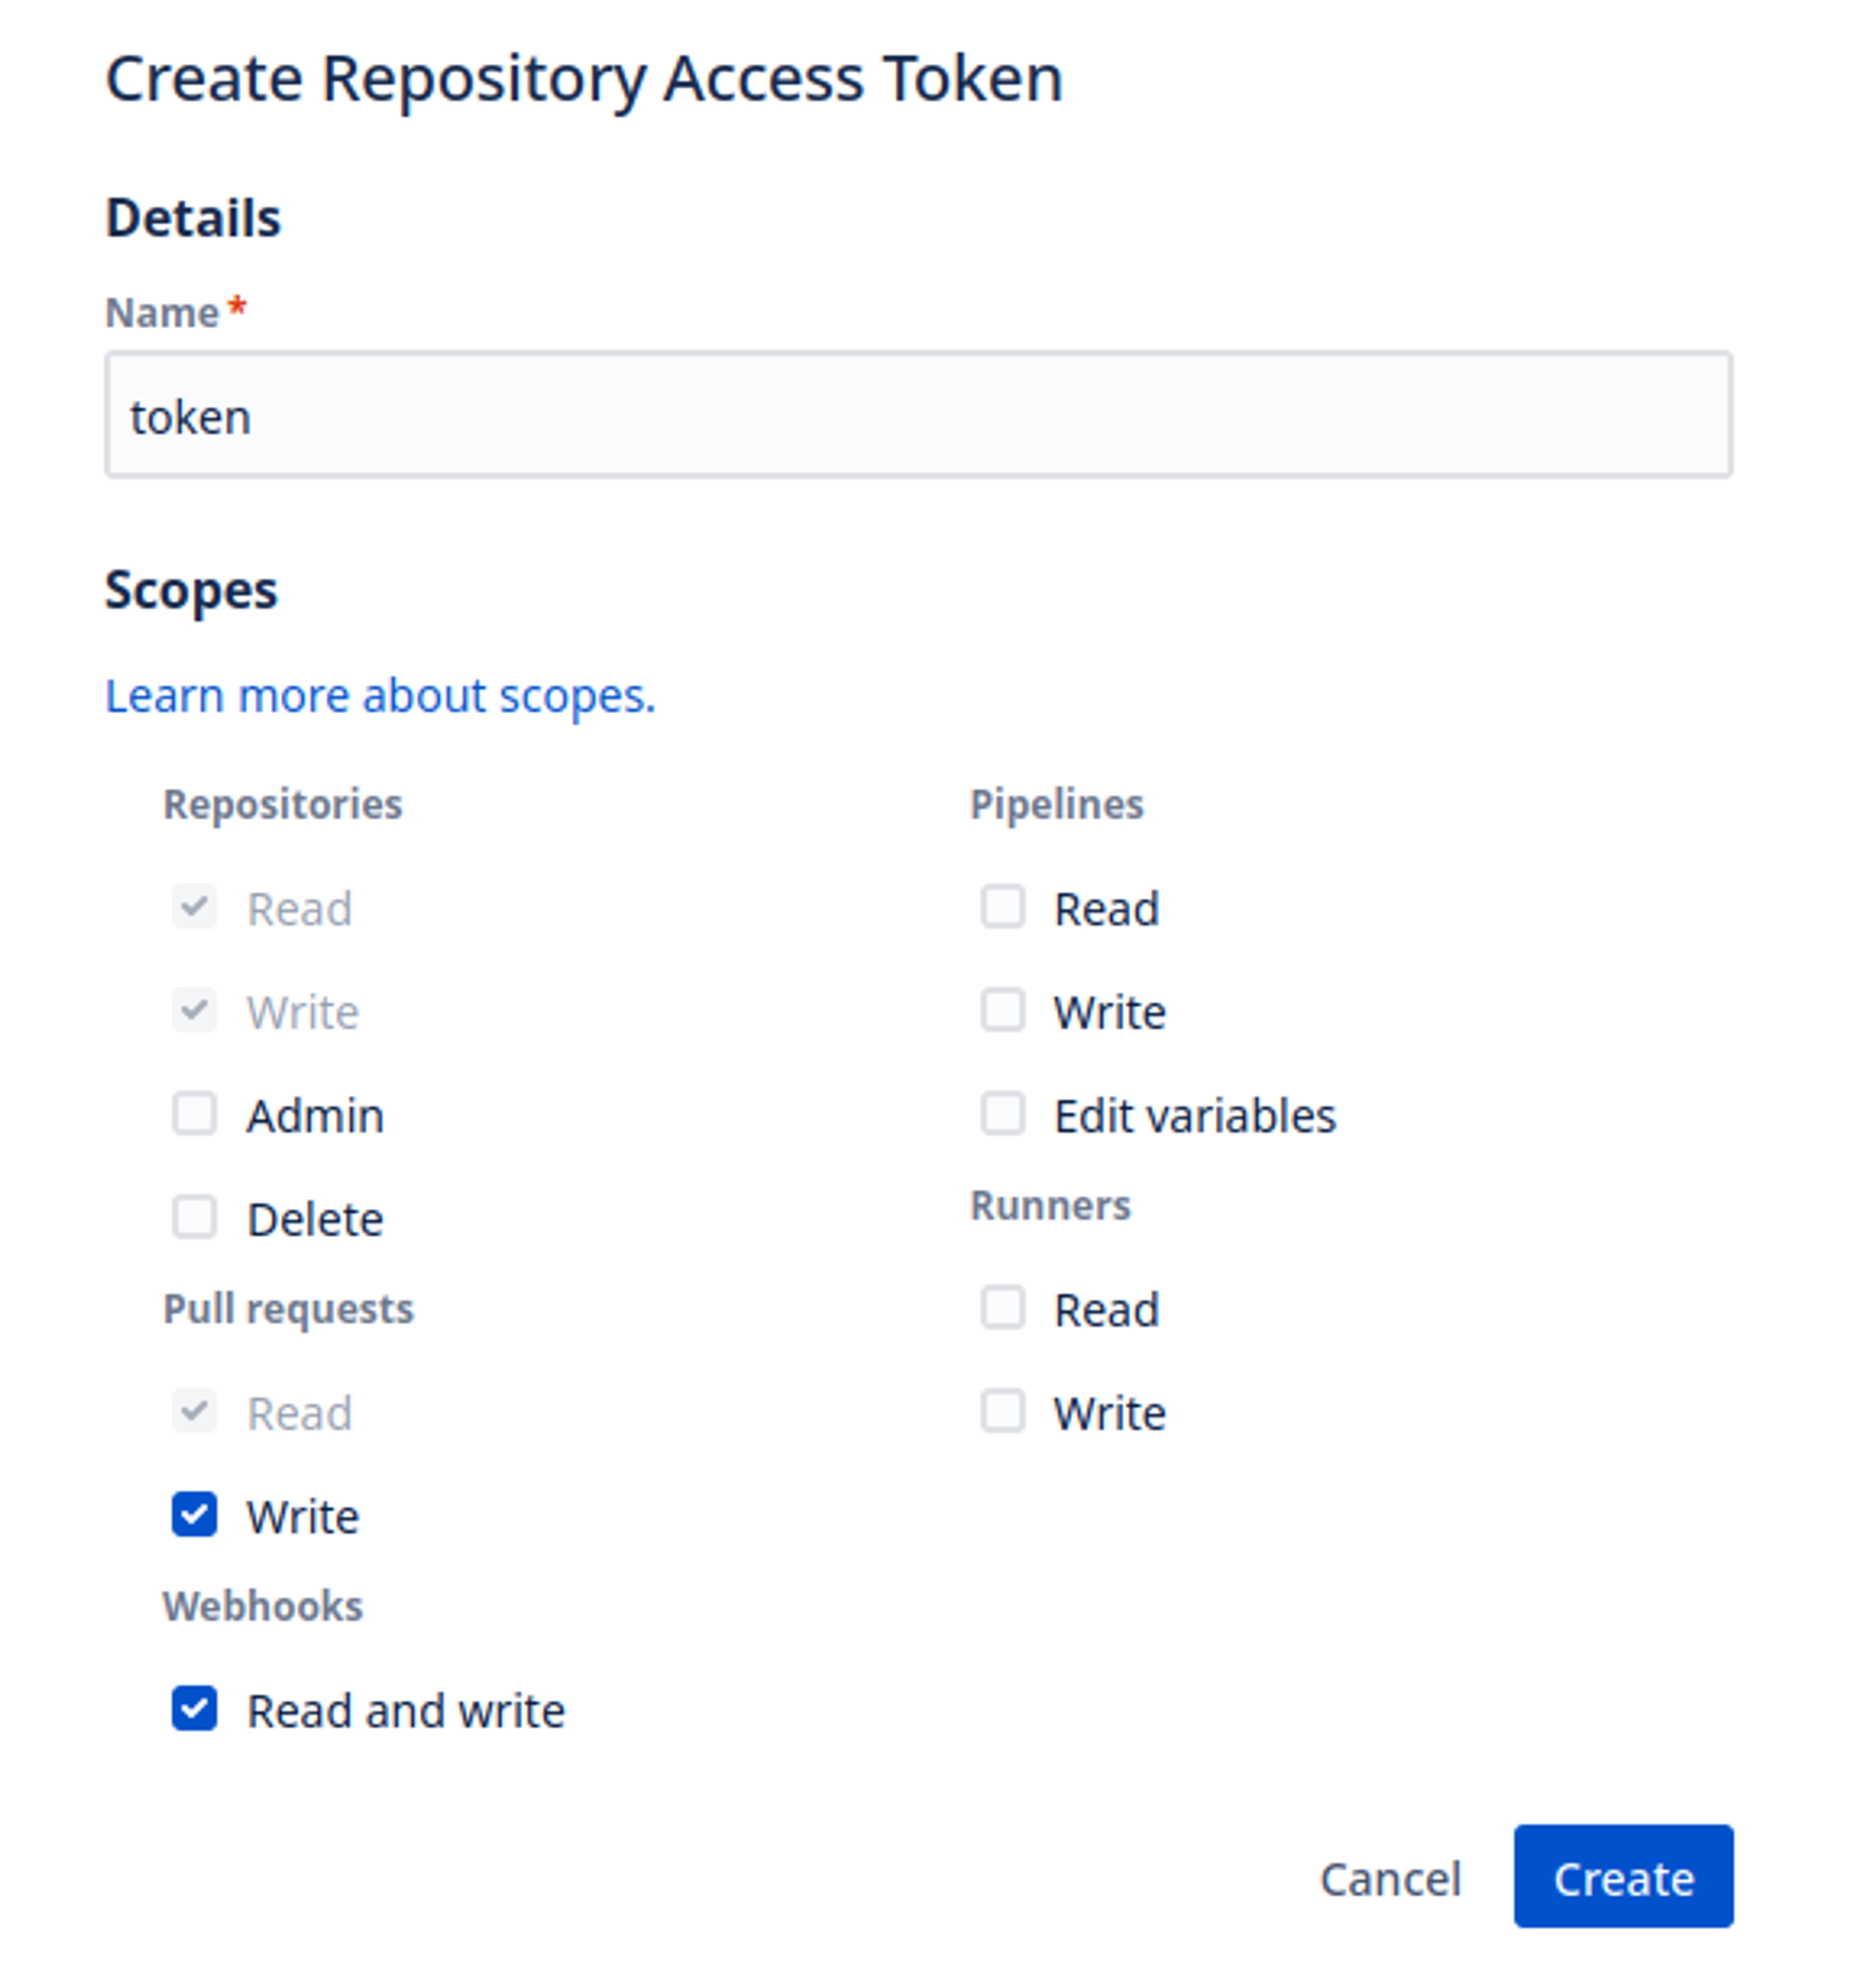 Create Repository Access Token
Details
Name *
token
Scopes
Learn more about scopes.
Repositories
Read
Write
Admin
Delete
Pull requests
Read
Write
Webhooks
Read and write
Pipelines
Read
Write
Edit variables
Runners
Read
Write
Cancel
Create